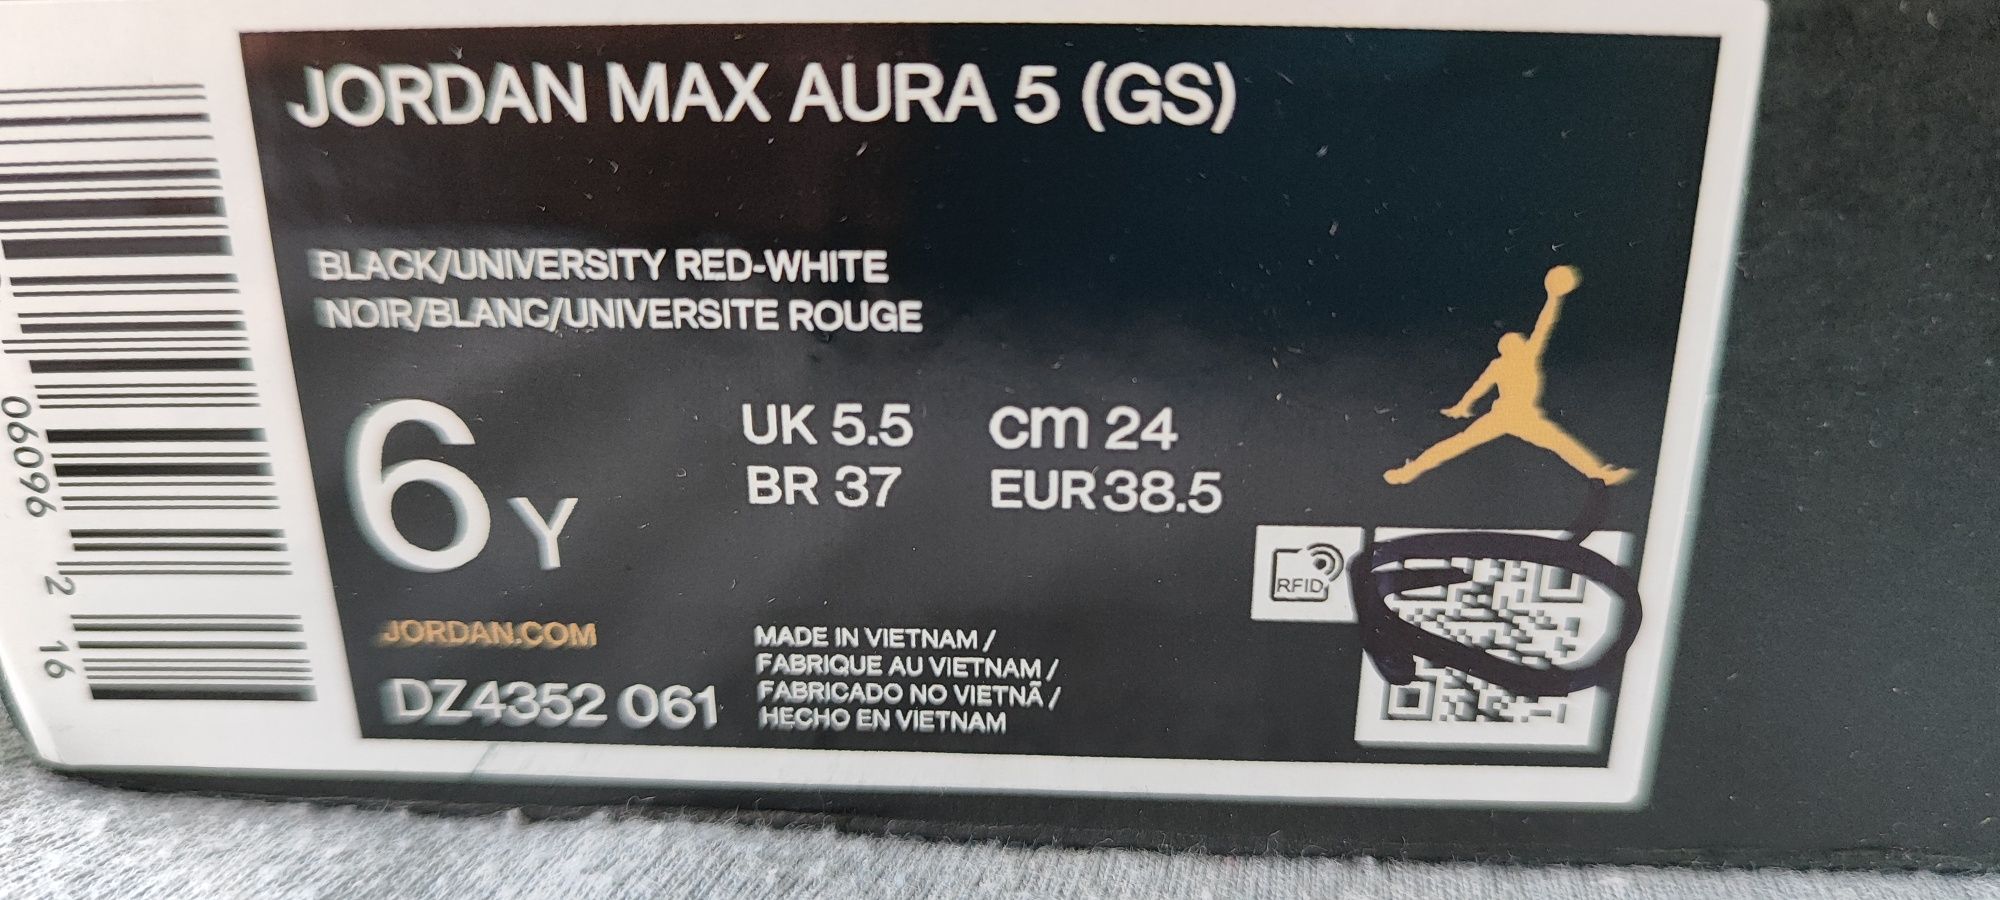 JORDAN MAX AURA 5 (GS)
BLACK/UNIVERSITY RED-WHITE
NOIR/BLANC/UNIVERSITE ROUGE
6 Y
UK 5.5 cm 24
BR 37 EUR 38.5
RFID
JORDAN.COM
DZ4352 061
MADE IN VIETNAM /
FABRIQUE AU VIETNAM /
FABRICADO NO VIETNÃ /
HECHO EN VIETNAM
06096 2 16